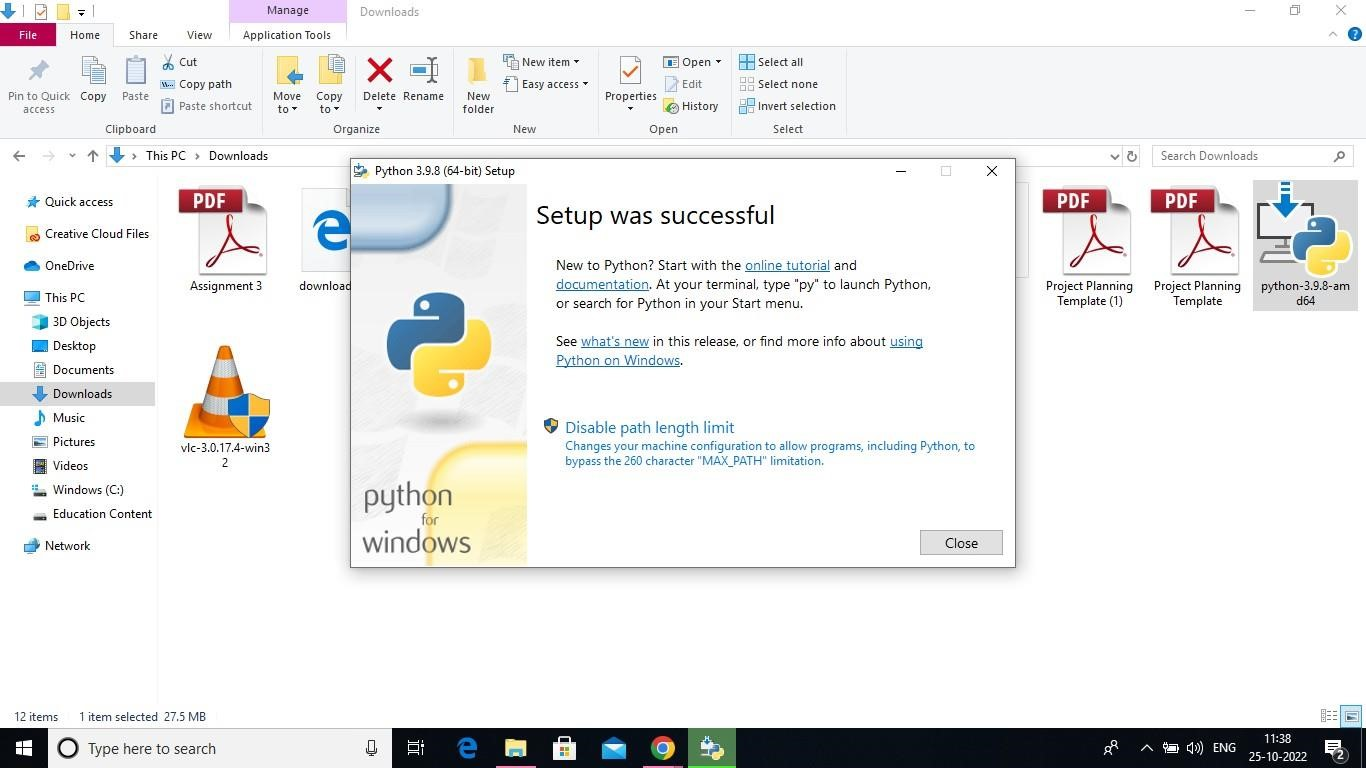 Manage
Downloads
File
Home
Share
View
Application Tools
Pin to Quick
access
Copy
Paste
Cut
Copy path
Paste shortcut
Clipboard
Move
to
Copy
to
Delete
Rename
Organize
New
folder
New item
Easy access
New
Properties
Open
Edit
History
Open
Select all
Select none
Invert selection
Select
This PC
Downloads
Search Downloads
Quick access
Creative Cloud Files
OneDrive
This PC
3D Objects
Desktop
Documents
Downloads
Music
Pictures
Videos
Windows (C:)
Education Content
Network
PDF
Assignment 3
download
PDF
Project Planning
Template (1)
PDF
Project Planning
Template
python-3.9.8-am
d64
vlc-3.0.17.4-win3
2
Python 3.9.8 (64-bit) Setup
Setup was successful
New to Python? Start with the online tutorial and
documentation. At your terminal, type "py" to launch Python,
or search for Python in your Start menu.
See what's new in this release, or find more info about using
Python on Windows.
Disable path length limit
Changes your machine configuration to allow programs, including Python, to
bypass the 260 character "MAX_PATH" limitation.
python
for
windows
Close
12 items
1 item selected 27.5 MB
Type here to search
ENG
11:38
25-10-2022
2